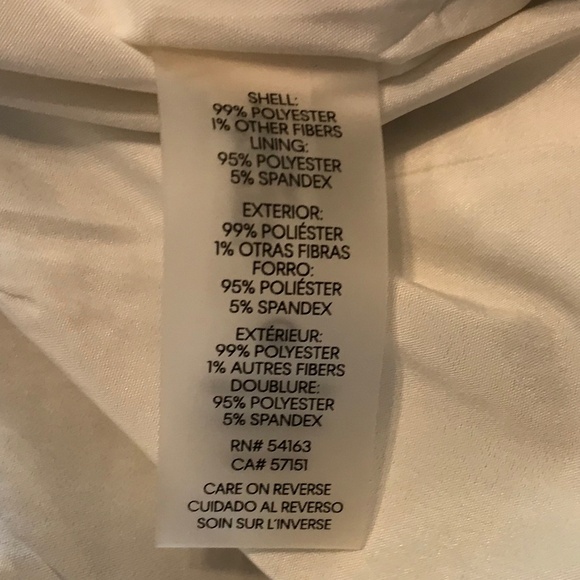 SHELL:
99% POLYESTER
1% OTHER FIBERS
LINING:
95% POLYESTER
5% SPANDEX
EXTERIOR:
99% POLIÉSTER
1% OTRAS FIBRAS
FORRO:
95% POLIÉSTER
5% SPANDEX
EXTÉRIEUR:
99% POLYESTER
1% AUTRES FIBERS
DOUBLURE:
95% POLYESTER
5% SPANDEX
RN# 54163
CA# 57151
CARE ON REVERSE
CUIDADO AL REVERSO
SOIN SUR L'INVERSE